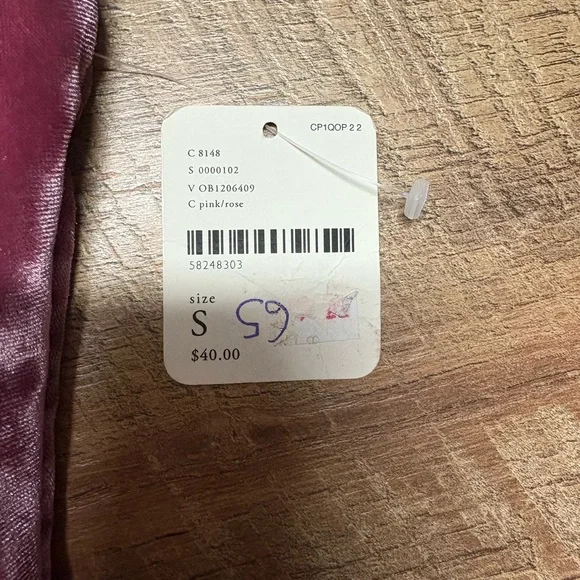 CP1QOP 2 2
C 8148
S 0000102
V OB1206409
C pink/rose
58248303
size
S
65
$40.00